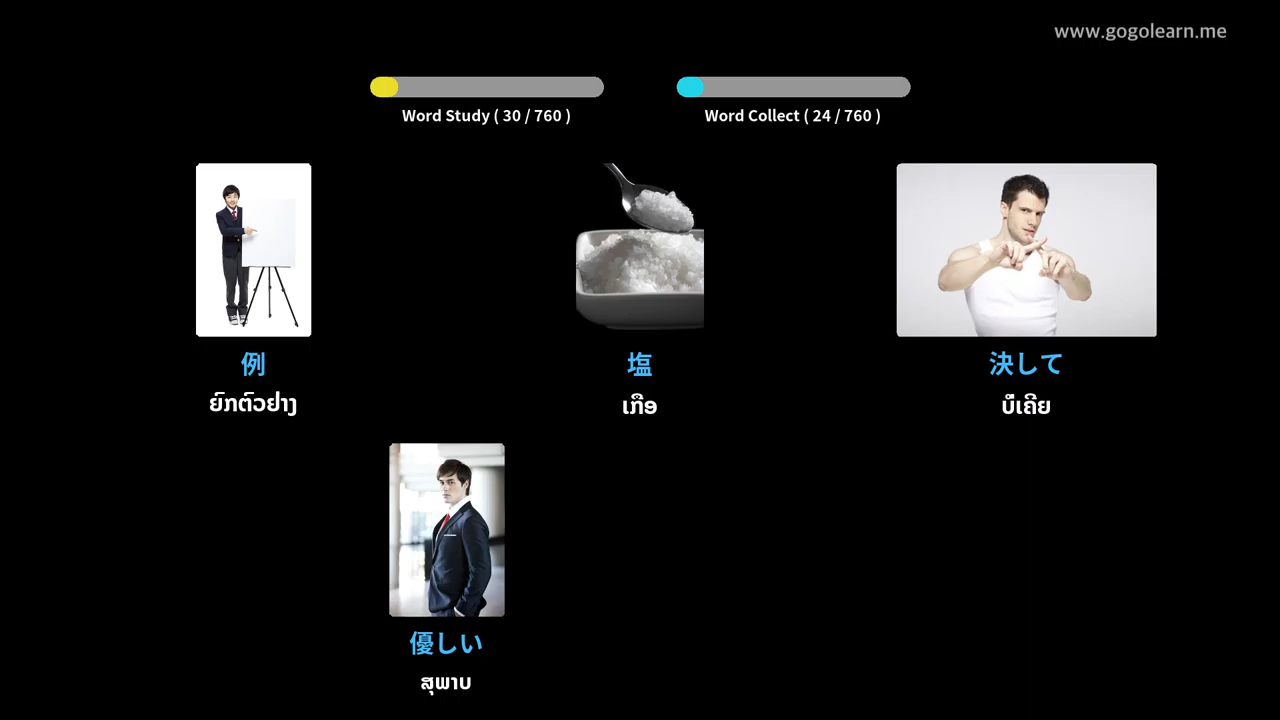 www.gogolearn.me
Word Study ( 30 / 760 )
Word Collect ( 24 / 760 )
例
ຍົກຕົວຢ່າງ
塩
ເກືອ
決して
ບໍ່ເຄີຍ
優しい
ສຸພາບ